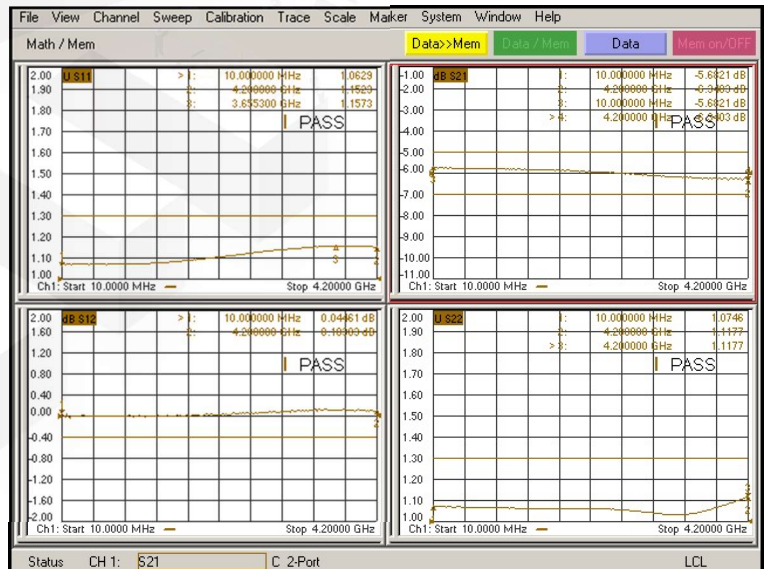 File View Channel Sweep Calibration Trace Scale Marker System Window Help
Math / Mem Data>>Mem Data / Mem Data Mem on/OFF
2.00 U S11 > 1: 10.000000 MHz 1.0629
1.90 2: 4.200000 GHz 1.1523
1.80 3: 3.655300 GHz 1.1573
PASS
1.70
1.60
1.50
1.40
1.30
1.20
1.10
3
1.00
Ch1: Start 10.0000 MHz Stop 4.20000 GHz
-1.00 dB S21 1: 10.000000 MHz -5.6821 dB
-2.00 2: 4.200000 GHz -6.3403 dB
-3.00 3: 10.000000 MHz -5.6821 dB
> 4: 4.200000 GHz -6.3403 dB
PASS
-4.00
-5.00
-6.00
-7.00
-8.00
-9.00
-10.00
-11.00
Ch1: Start 10.0000 MHz Stop 4.20000 GHz
2.00 dB S12 > 1: 10.000000 MHz 0.04461 dB
1.60 2: 4.200000 GHz dB
1.20
PASS
0.80
0.40
0.00
-0.40
-0.80
-1.20
-1.60
-2.00
Ch1: Start 10.0000 MHz Stop 4.20000 GHz
2.00 U S22 1: 10.000000 MHz 1.0746
1.90 2: 4.200000 GHz 1.1177
> 3: 4.200000 GHz 1.1177
1.80
PASS
1.70
1.60
1.50
1.40
1.30
1.20
1.10
1.00
Ch1: Start 10.0000 MHz Stop 4.20000 GHz
Status CH 1: S21 C 2-Port LCL